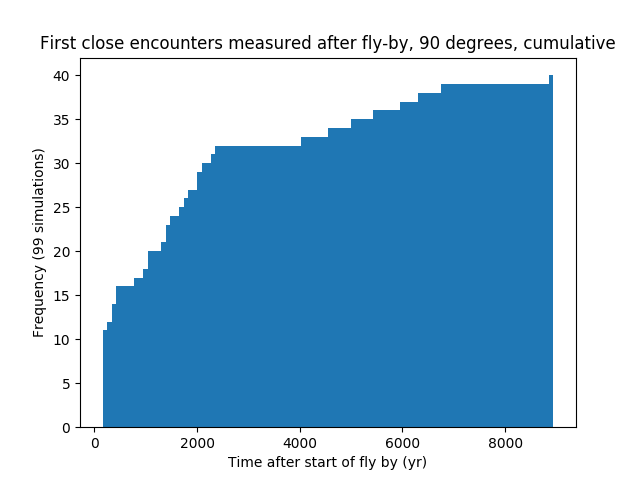 First close encounters measured after fly-by, 90 degrees, cumulative
40
35
30
25
20
15
10
5
0
Frequency (99 simulations)
0 2000 4000 6000 8000
Time after start of fly by (yr)